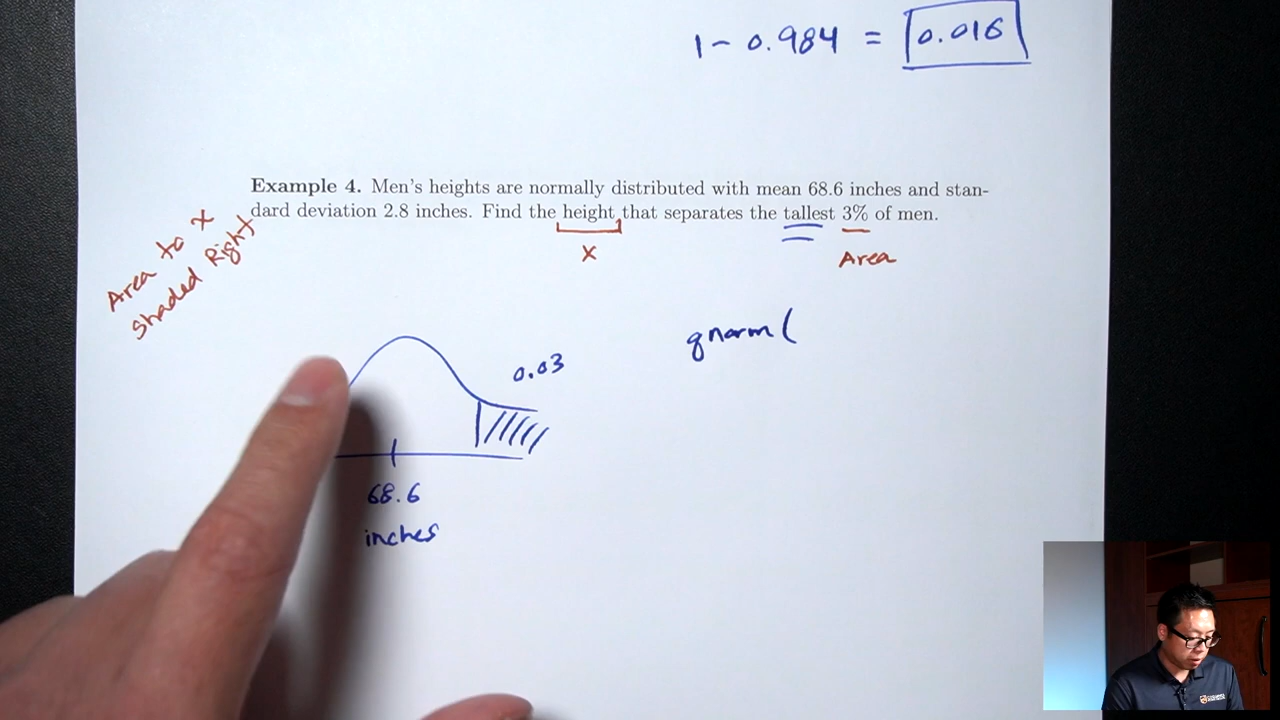 1 - 0.984 = 0.016
Example 4. Men's heights are normally distributed with mean 68.6 inches and stan-
dard deviation 2.8 inches. Find the height that separates the tallest 3% of men.
x
Area
Area to x
Shaded Right
qnorm (
0.03
68.6
inches